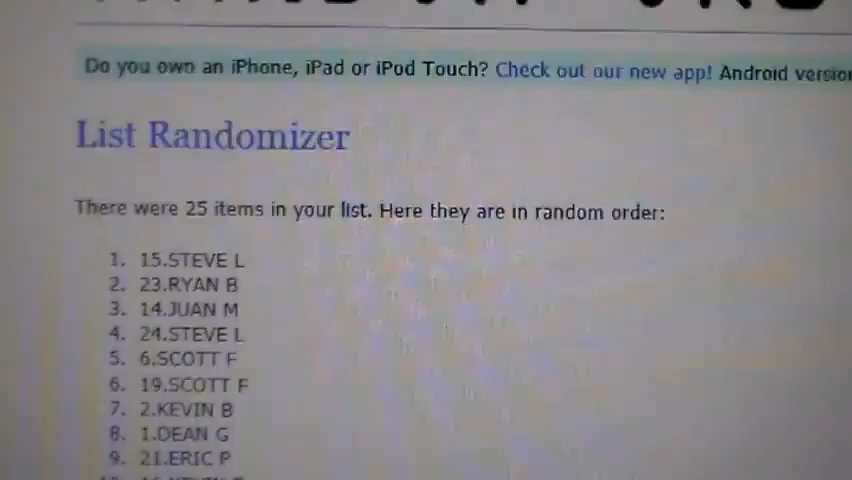 Do you own an iPhone, iPad or iPod Touch? Check out our new app! Android version
List Randomizer
There were 25 items in your list. Here they are in random order:
1. 15.STEVE L
2. 23.RYAN B
3. 14.JUAN M
4. 24.STEVE L
5. 6.SCOTT F
6. 19.SCOTT F
7. 2.KEVIN B
8. 1.DEAN G
9. 21.ERIC P